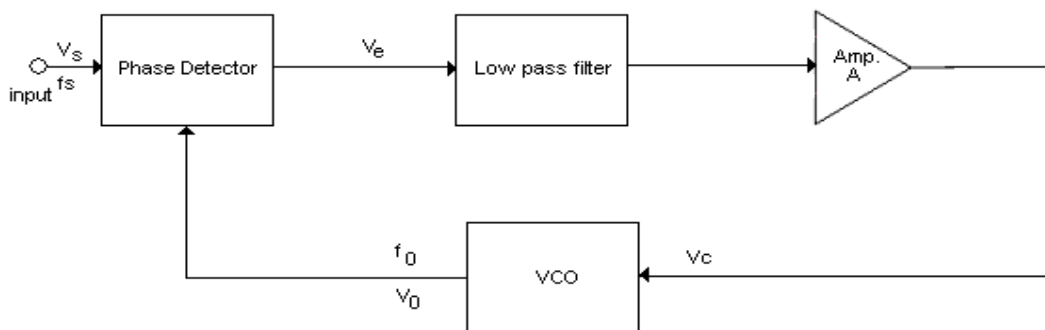 Vs
fs
input
Phase Detector
Ve
Low pass filter
Amp.
A
f0
V0
VCO
Vc